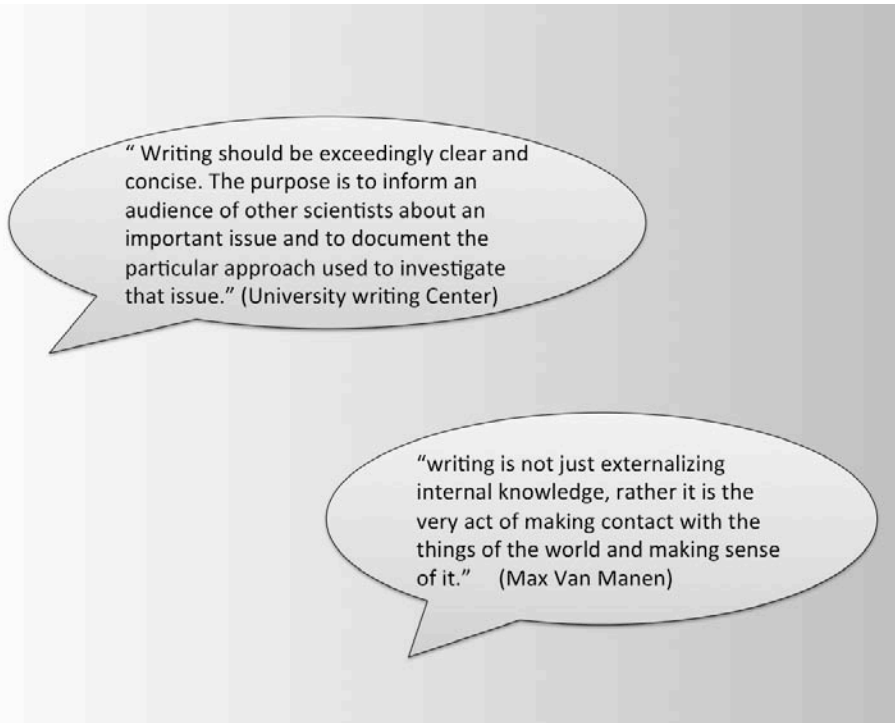 “ Writing should be exceedingly clear and
concise. The purpose is to inform an
audience of other scientists about an
important issue and to document the
particular approach used to investigate
that issue.” (University writing Center)
“writing is not just externalizing
internal knowledge, rather it is the
very act of making contact with the
things of the world and making sense
of it.” (Max Van Manen)